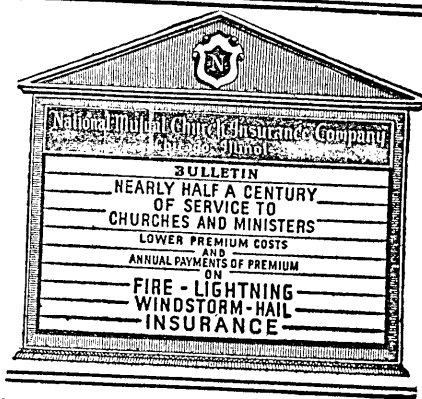 N
National Mutual Church Insurance Company
Chicago Illinois
BULLETIN
NEARLY HALF A CENTURY
OF SERVICE TO
CHURCHES AND MINISTERS
LOWER PREMIUM COSTS
AND
ANNUAL PAYMENTS OF PREMIUM
ON
FIRE - LIGHTNING
WINDSTORM - HAIL
INSURANCE